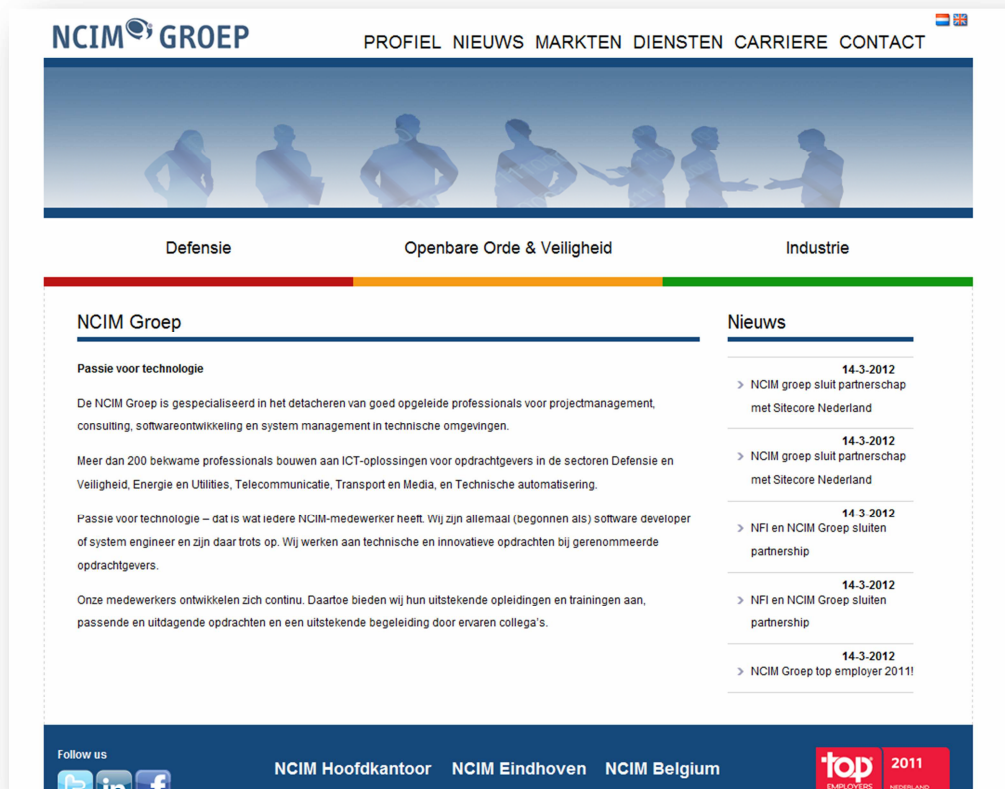 NCIM GROEP
PROFIEL NIEUWS MARKTEN DIENSTEN CARRIERE CONTACT
Defensie
Openbare Orde & Veiligheid
Industrie
NCIM Groep
Passie voor technologie
De NCIM Groep is gespecialiseerd in het detacheren van goed opgeleide professionals voor projectmanagement,
consulting, softwareontwikkeling en system management in technische omgevingen.
Meer dan 200 bekwame professionals bouwen aan ICT-oplossingen voor opdrachtgevers in de sectoren Defensie en
Veiligheid, Energie en Utilities, Telecommunicatie, Transport en Media, en Technische automatisering.
Passie voor technologie – dat is wat iedere NCIM-medewerker heeft. Wij zijn allemaal (begonnen als) software developer
of system engineer en zijn daar trots op. Wij werken aan technische en innovatieve opdrachten bij gerenommeerde
opdrachtgevers.
Onze medewerkers ontwikkelen zich continu. Daartoe bieden wij hun uitstekende opleidingen en trainingen aan,
passende en uitdagende opdrachten en een uitstekende begeleiding door ervaren collega's.
Nieuws
14-3-2012
NCIM groep sluit partnerschap
met Sitecore Nederland
14-3-2012
NCIM groep sluit partnerschap
met Sitecore Nederland
14-3-2012
NFI en NCIM Groep sluiten
partnership
14-3-2012
NFI en NCIM Groep sluiten
partnership
14-3-2012
NCIM Groep top employer 2011!
Follow us
in f
NCIM Hoofdkantoor NCIM Eindhoven NCIM Belgium
top
EMPLOYERS
2011
NEDERLAND